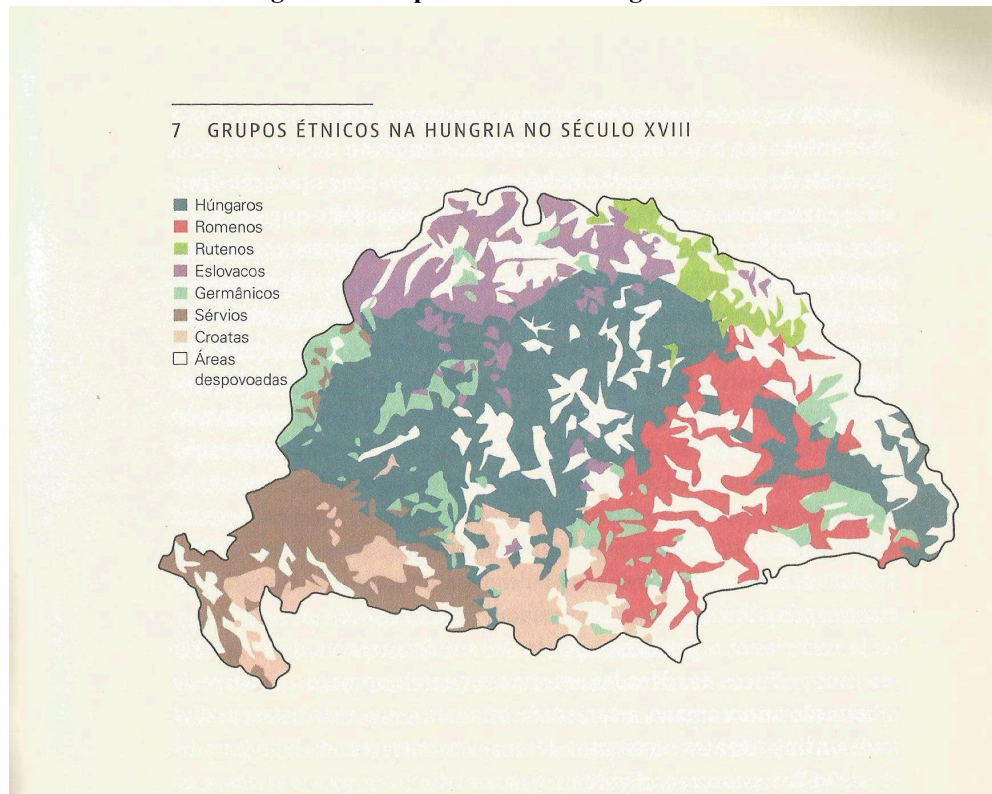 7 GRUPOS ÉTNICOS NA HUNGRIA NO SÉCULO XVIII
Húngaros
Romenos
Rutenos
Eslovacos
Germânicos
Sérvios
Croatas
Áreas
despovoadas